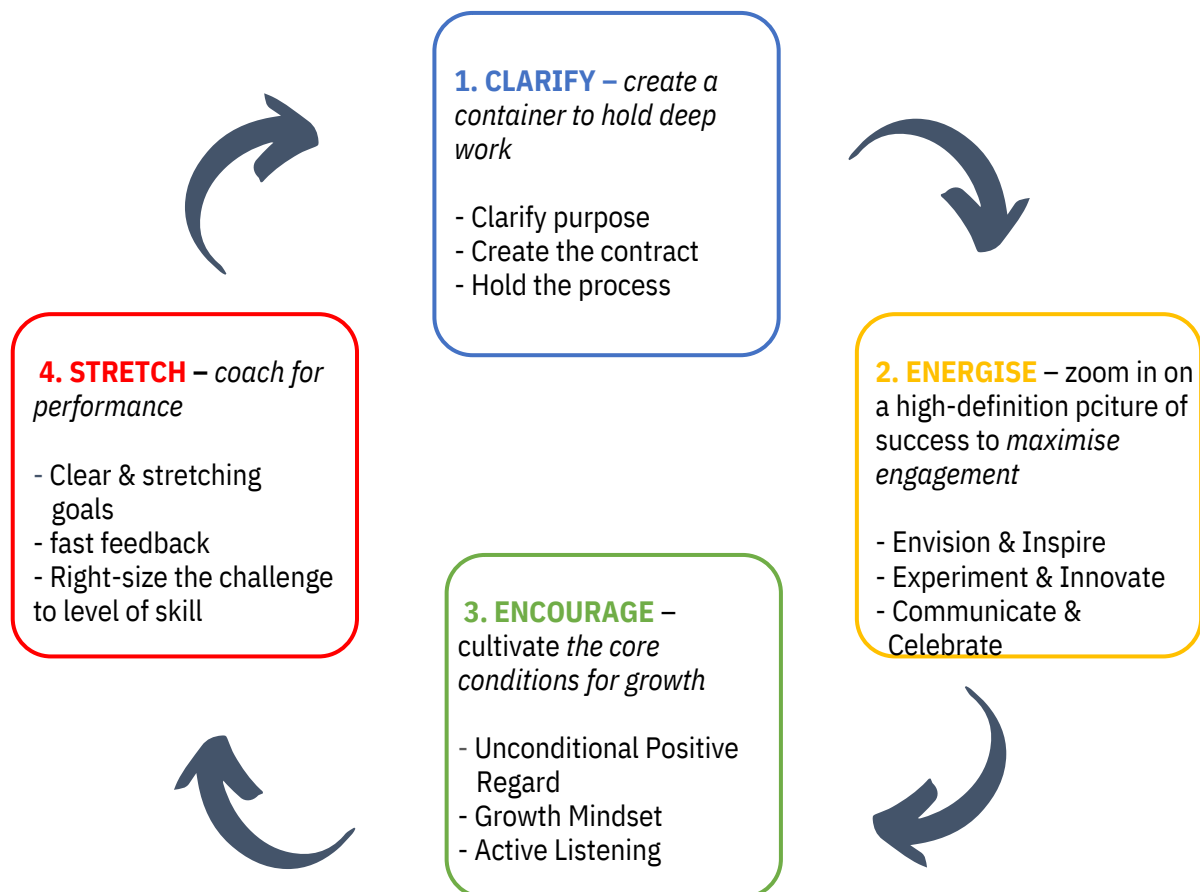 1. CLARIFY – create a
container to hold deep
work
- Clarify purpose
- Create the contract
- Hold the process
2. ENERGISE – zoom in on
a high-definition pciture of
success to maximise
engagement
- Envision & Inspire
- Experiment & Innovate
- Communicate &
Celebrate
3. ENCOURAGE –
cultivate the core
conditions for growth
- Unconditional Positive
Regard
- Growth Mindset
- Active Listening
4. STRETCH – coach for
performance
- Clear & stretching
goals
- fast feedback
- Right-size the challenge
to level of skill